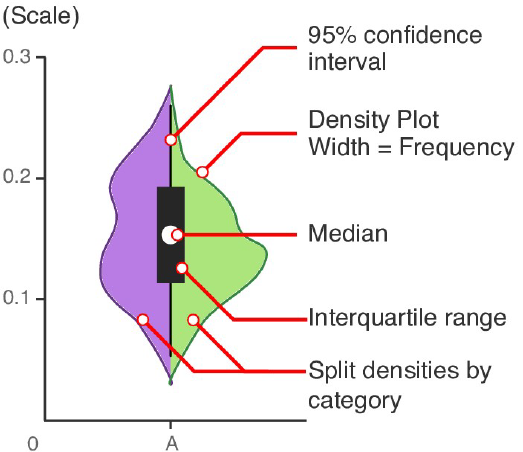 (Scale)
0.3
0.2
0.1
0
A
95% confidence
interval
Density Plot
Width = Frequency
Median
Interquartile range
Split densities by
category